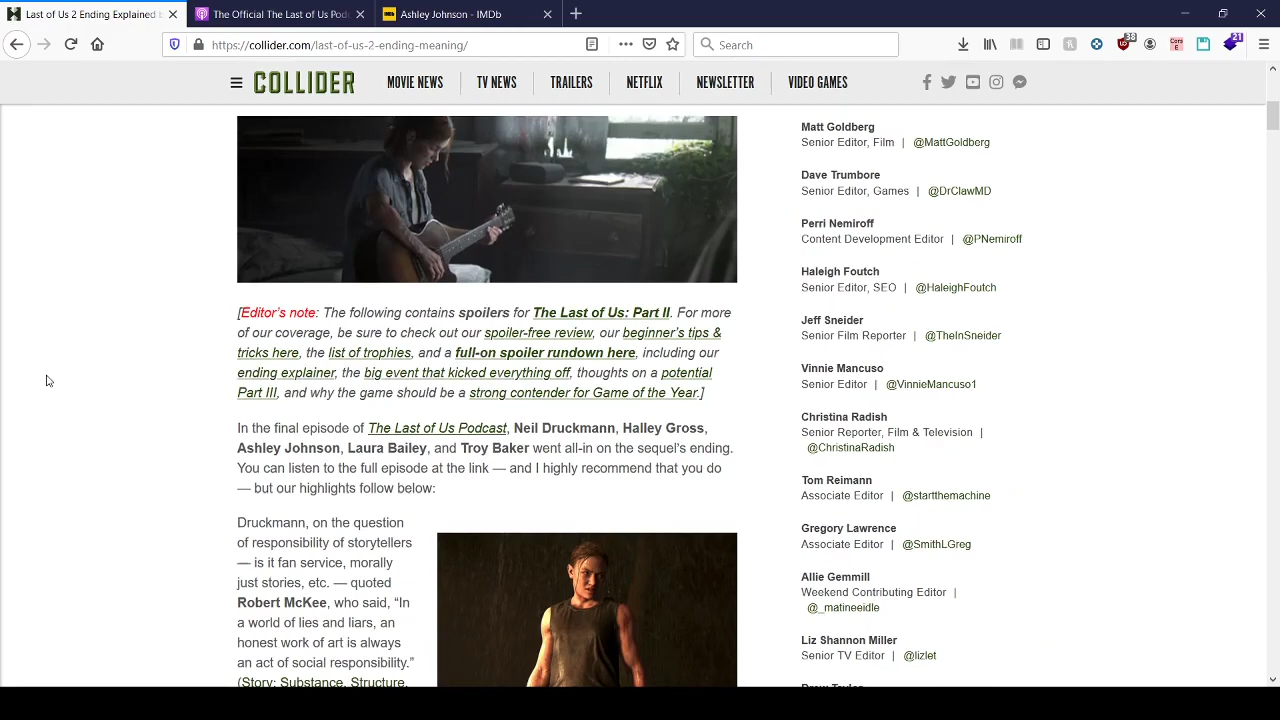 Last of Us 2 Ending Explained b
The Official The Last of Us Pod
Ashley Johnson - IMDb
https://collider.com/last-of-us-2-ending-meaning/
Search
38
21
COLLIDER
MOVIE NEWS
TV NEWS
TRAILERS
NETFLIX
NEWSLETTER
VIDEO GAMES
[Editor's note: The following contains spoilers for The Last of Us: Part II. For more
of our coverage, be sure to check out our spoiler-free review, our beginner's tips &
tricks here, the list of trophies, and a full-on spoiler rundown here, including our
ending explainer, the big event that kicked everything off, thoughts on a potential
Part III, and why the game should be a strong contender for Game of the Year.]
In the final episode of The Last of Us Podcast, Neil Druckmann, Halley Gross,
Ashley Johnson, Laura Bailey, and Troy Baker went all-in on the sequel's ending.
You can listen to the full episode at the link — and I highly recommend that you do
— but our highlights follow below:
Druckmann, on the question
of responsibility of storytellers
— is it fan service, morally
just stories, etc. — quoted
Robert McKee, who said, “In
a world of lies and liars, an
honest work of art is always
an act of social responsibility.”
(Story: Substance, Structure,
Matt Goldberg
Senior Editor, Film | @MattGoldberg
Dave Trumbore
Senior Editor, Games | @DrClawMD
Perri Nemiroff
Content Development Editor | @PNemiroff
Haleigh Foutch
Senior Editor, SEO | @HaleighFoutch
Jeff Sneider
Senior Film Reporter | @TheInSneider
Vinnie Mancuso
Senior Editor | @VinnieMancuso1
Christina Radish
Senior Reporter, Film & Television |
@ChristinaRadish
Tom Reimann
Associate Editor | @startthemachine
Gregory Lawrence
Associate Editor | @SmithLGreg
Allie Gemmill
Weekend Contributing Editor |
@_matineeidle
Liz Shannon Miller
Senior TV Editor | @lizlet